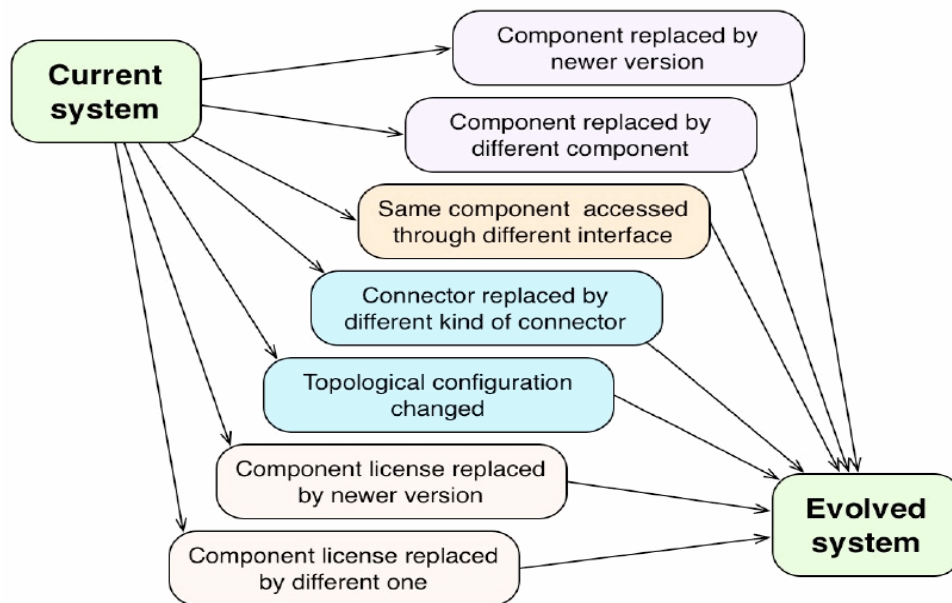 Current
system
Component replaced by
newer version
Component replaced by
different component
Same component accessed
through different interface
Connector replaced by
different kind of connector
Topological configuration
changed
Component license replaced
by newer version
Component license replaced
by different one
Evolved
system